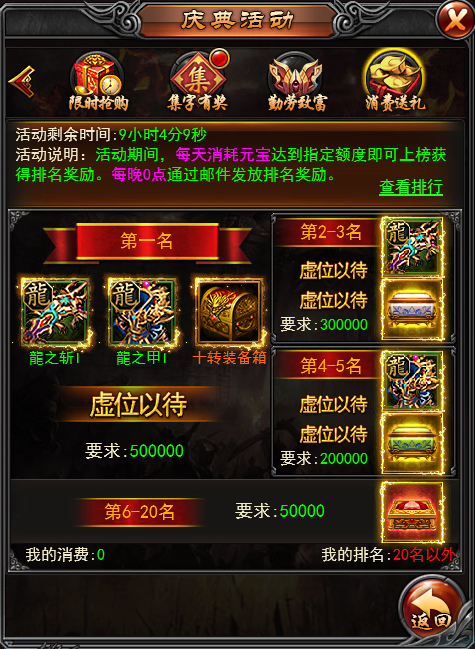 庆典活动
集
限时抢购 集字有奖 勤劳致富 消费送礼
活动剩余时间:9小时4分9秒
活动说明: 活动期间，每天消耗元宝达到指定额度即可上榜获
得排名奖励。每晚0点通过邮件发放排名奖励。
查看排行
第一名
龍 龍
龍之斩I 龍之甲I 十转装备箱
虚位以待
要求:500000
第2-3名
龍
虚位以待
虚位以待
要求:300000
第4-5名
龍
虚位以待
虚位以待
要求:200000
第6-20名 要求:50000
我的消费:0 我的排名:20名以外
返回